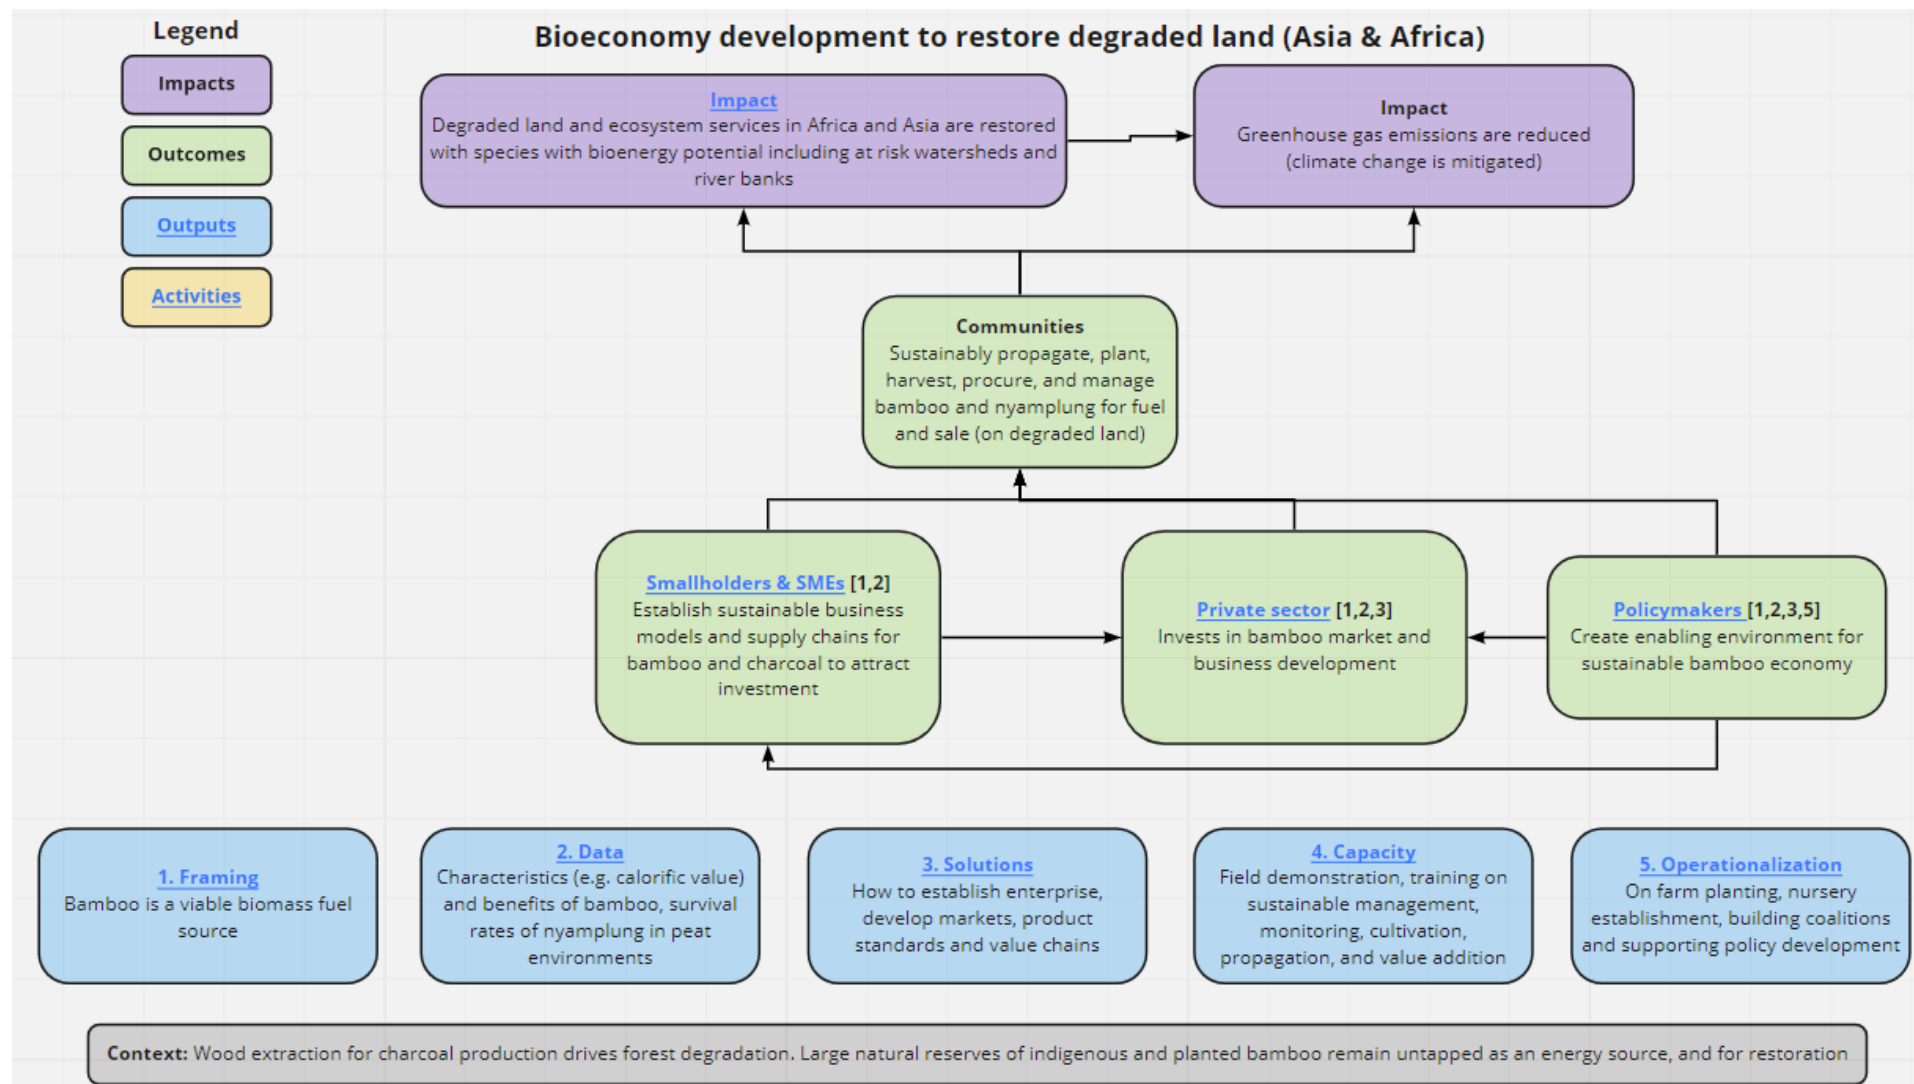 Legend
Impacts
Outcomes
Outputs
Activities
Bioeconomy development to restore degraded land (Asia & Africa)
Impact
Degraded land and ecosystem services in Africa and Asia are restored
with species with bioenergy potential including at risk watersheds and
river banks
Impact
Greenhouse gas emissions are reduced
(climate change is mitigated)
Communities
Sustainably propagate, plant,
harvest, procure, and manage
bamboo and nyamplung for fuel
and sale (on degraded land)
Smallholders & SMEs [1,2]
Establish sustainable business
models and supply chains for
bamboo and charcoal to attract
investment
Private sector [1,2,3]
Invests in bamboo market and
business development
Policymakers [1,2,3,5]
Create enabling environment for
sustainable bamboo economy
1. Framing
Bamboo is a viable biomass fuel
source
2. Data
Characteristics (e.g. calorific value)
and benefits of bamboo, survival
rates of nyamplung in peat
environments
3. Solutions
How to establish enterprise,
develop markets, product
standards and value chains
4. Capacity
Field demonstration, training on
sustainable management,
monitoring, cultivation,
propagation, and value addition
5. Operationalization
On farm planting, nursery
establishment, building coalitions
and supporting policy development
Context: Wood extraction for charcoal production drives forest degradation. Large natural reserves of indigenous and planted bamboo remain untapped as an energy source, and for restoration